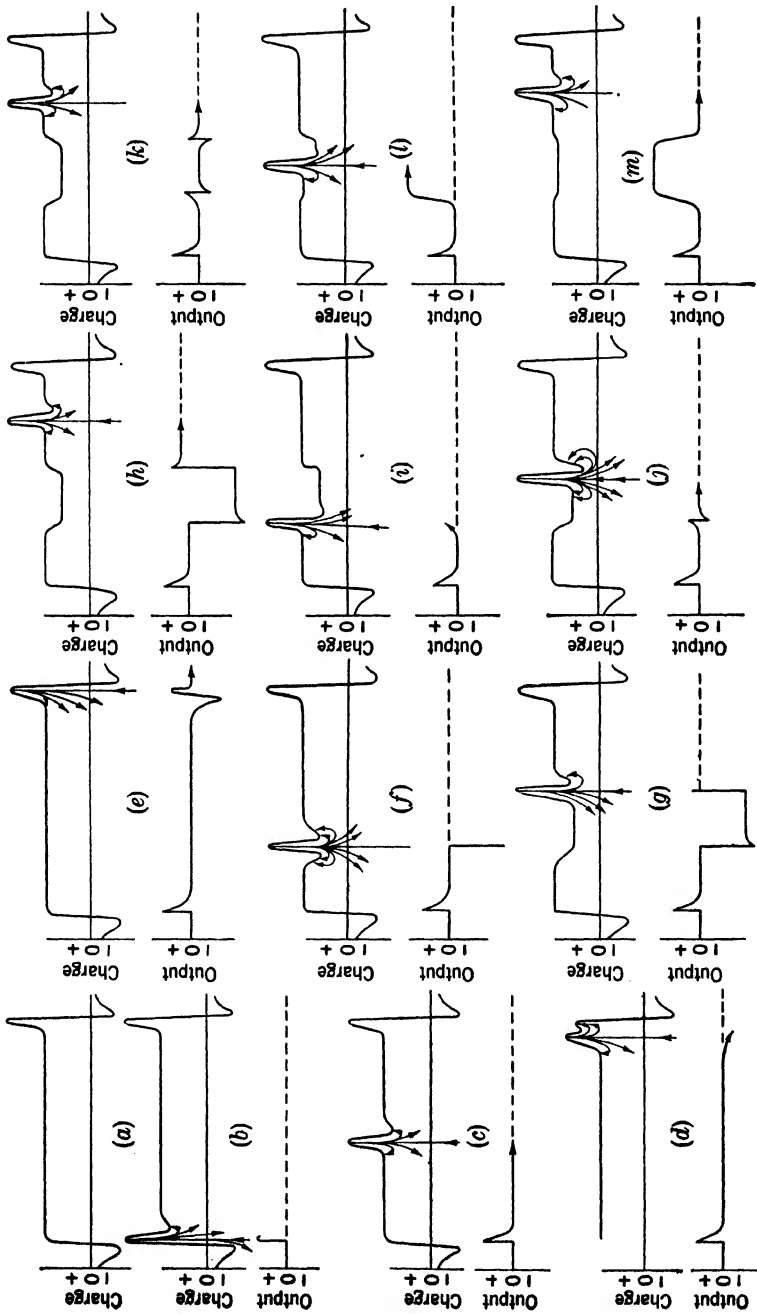 Charge
- 0 +
(a)
Charge
- 0 +
(b)
Output
- 0 +
Charge
- 0 +
(c)
Output
- 0 +
Charge
- 0 +
(d)
Output
- 0 +
Charge
- 0 +
(e)
Output
- 0 +
Charge
- 0 +
(f)
Output
- 0 +
Charge
- 0 +
(g)
Output
- 0 +
Charge
- 0 +
(h)
Output
- 0 +
Charge
- 0 +
(i)
Output
- 0 +
Charge
- 0 +
(j)
Output
- 0 +
Charge
- 0 +
(k)
Output
- 0 +
Charge
- 0 +
(l)
Output
- 0 +
Charge
- 0 +
(m)
Output
- 0 +